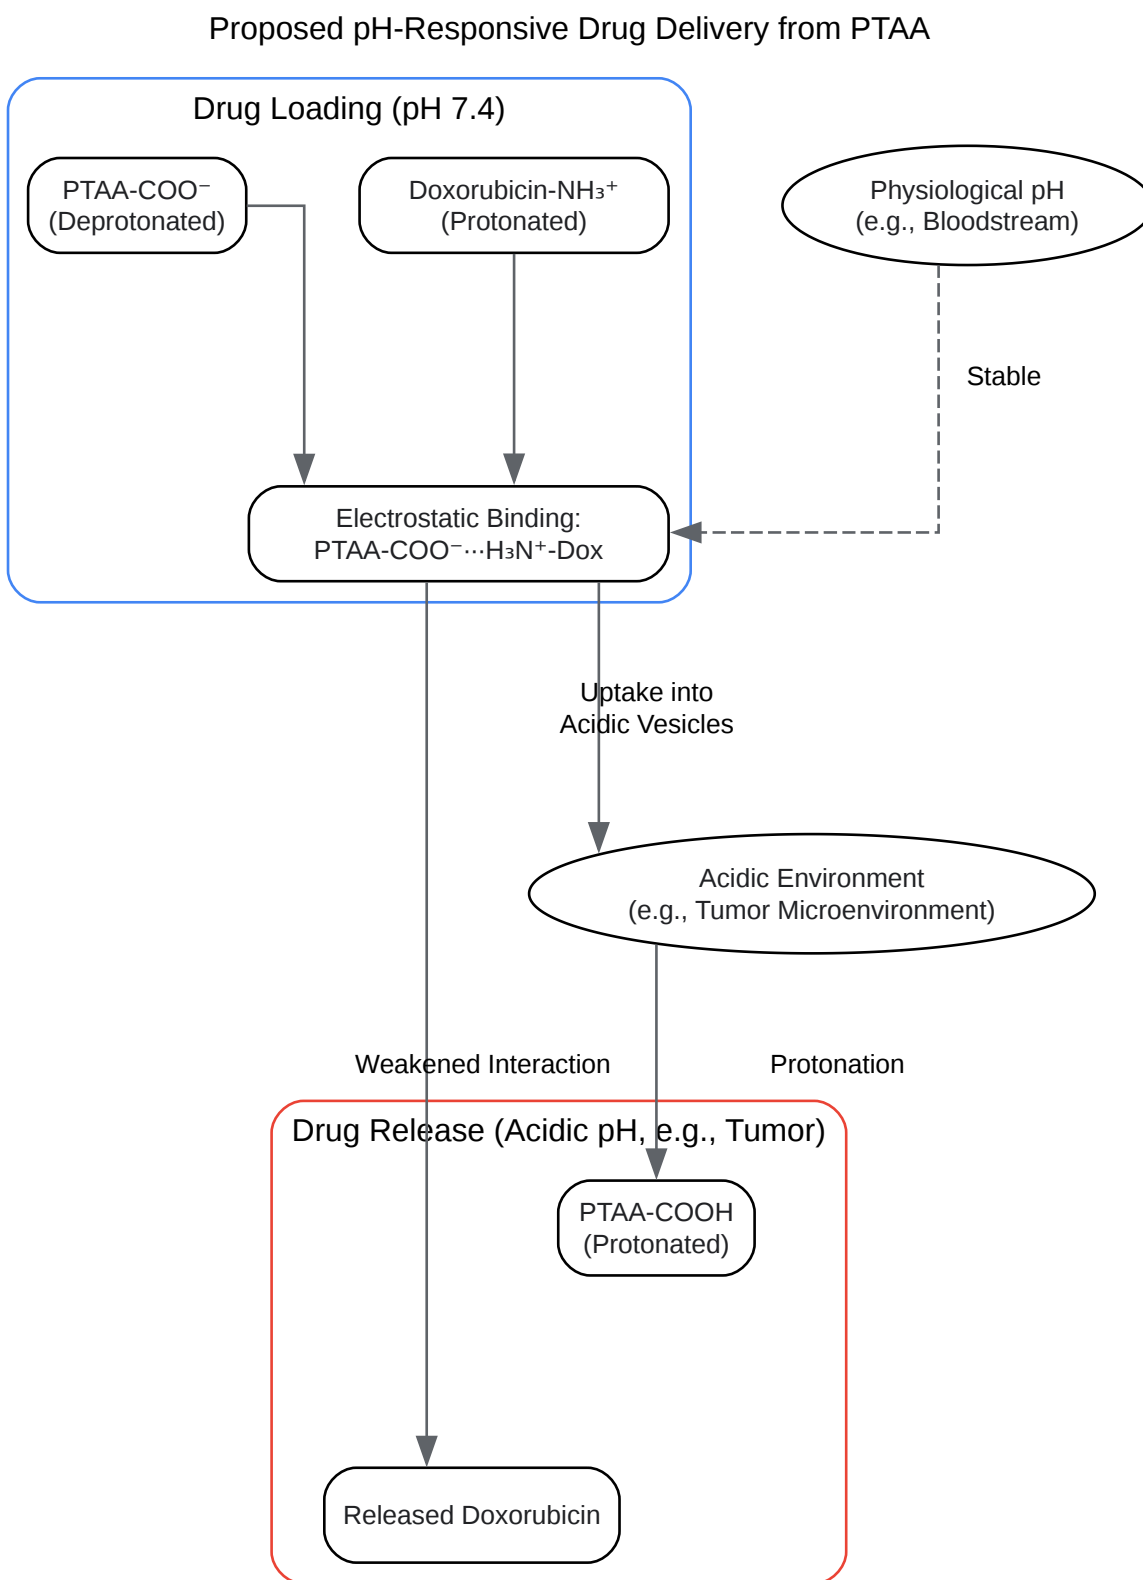 Proposed pH-Responsive Drug Delivery from PTAA
Drug Loading (pH 7.4)
PTAA-COO⁻
(Deprotonated)
Doxorubicin-NH₃⁺
(Protonated)
Physiological pH
(e.g., Bloodstream)
Stable
Electrostatic Binding:
PTAA-COO⁻···H₃N⁺-Dox
Uptake into
Acidic Vesicles
Acidic Environment
(e.g., Tumor Microenvironment)
Weakened Interaction
Protonation
Drug Release (Acidic pH, e.g., Tumor)
PTAA-COOH
(Protonated)
Released Doxorubicin